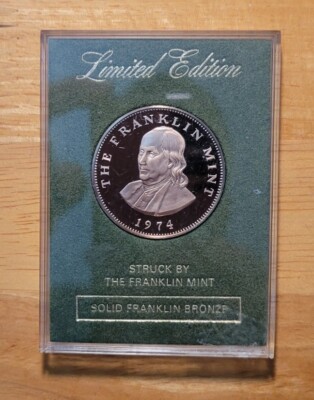 Limited Edition
THE FRANKLIN MINT
1974
STRUCK BY
THE FRANKLIN MINT
SOLID FRANKLIN BRONZE